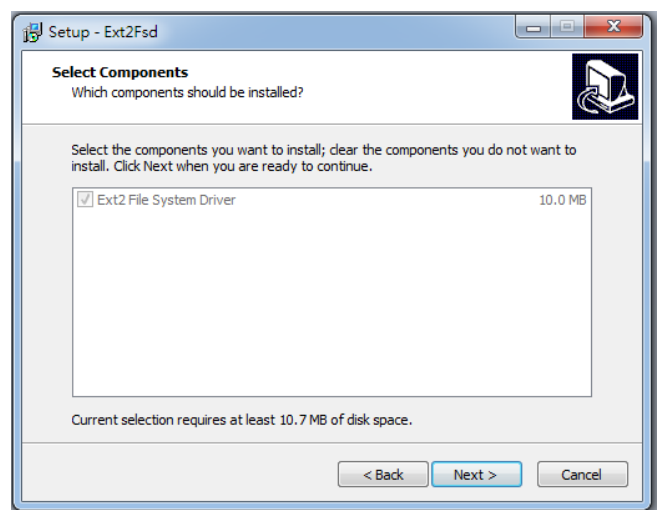 Setup - Ext2Fsd
Select Components
Which components should be installed?
Select the components you want to install; clear the components you do not want to
install. Click Next when you are ready to continue.
Ext2 File System Driver 10.0 MB
Current selection requires at least 10.7 MB of disk space.
< Back Next > Cancel